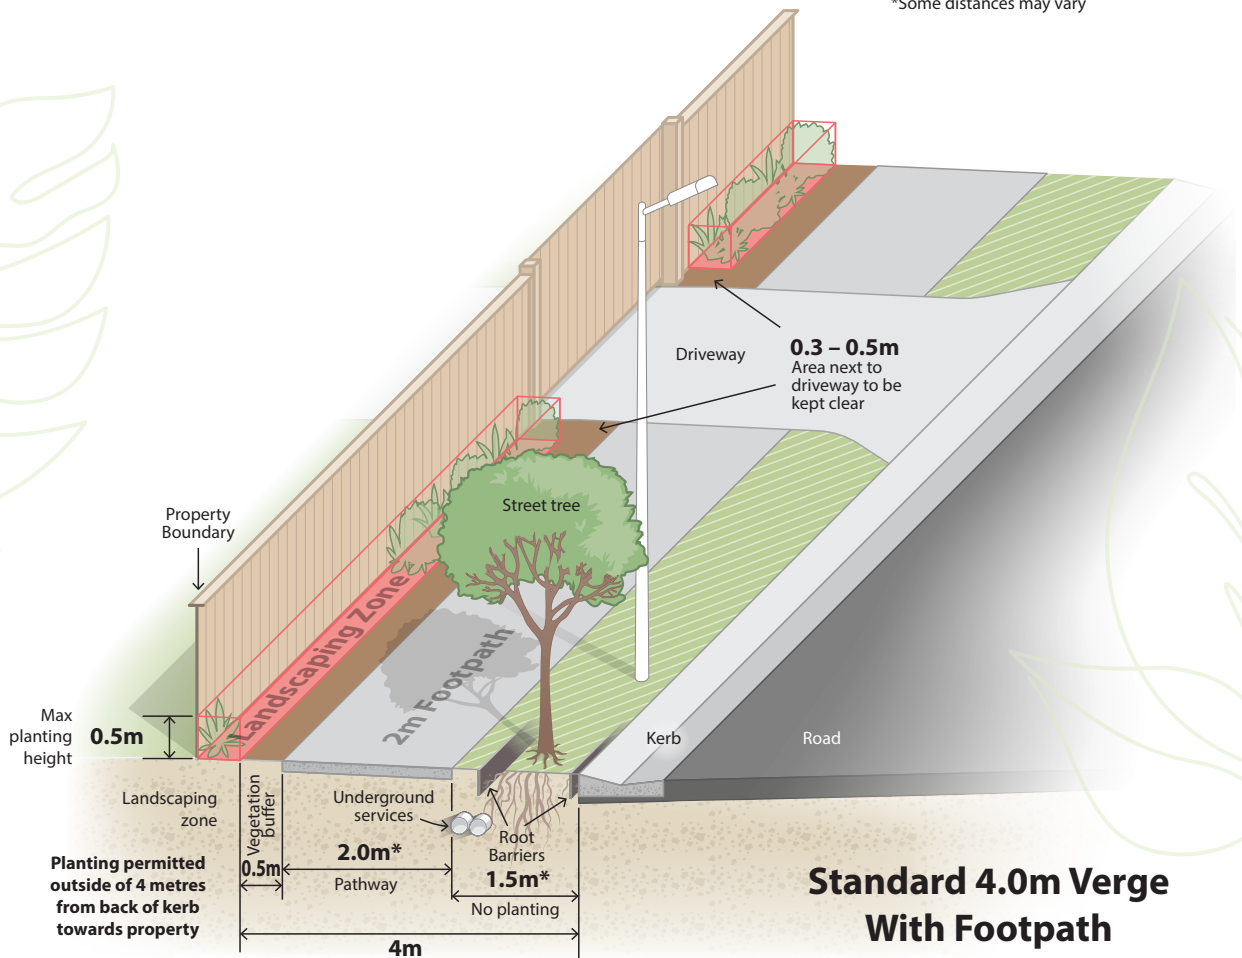 *Some distances may vary
Driveway
0.3 – 0.5m
Area next to
driveway to be
kept clear
Street tree
Property
Boundary
Landscaping Zone
2m Footpath
Max
planting
height
0.5m
Kerb
Road
Landscaping
zone
Vegetation
buffer
Underground
services
Root
Barriers
Planting permitted
outside of 4 metres
from back of kerb
towards property
0.5m
2.0m*
Pathway
1.5m*
No planting
4m
Standard 4.0m Verge
With Footpath